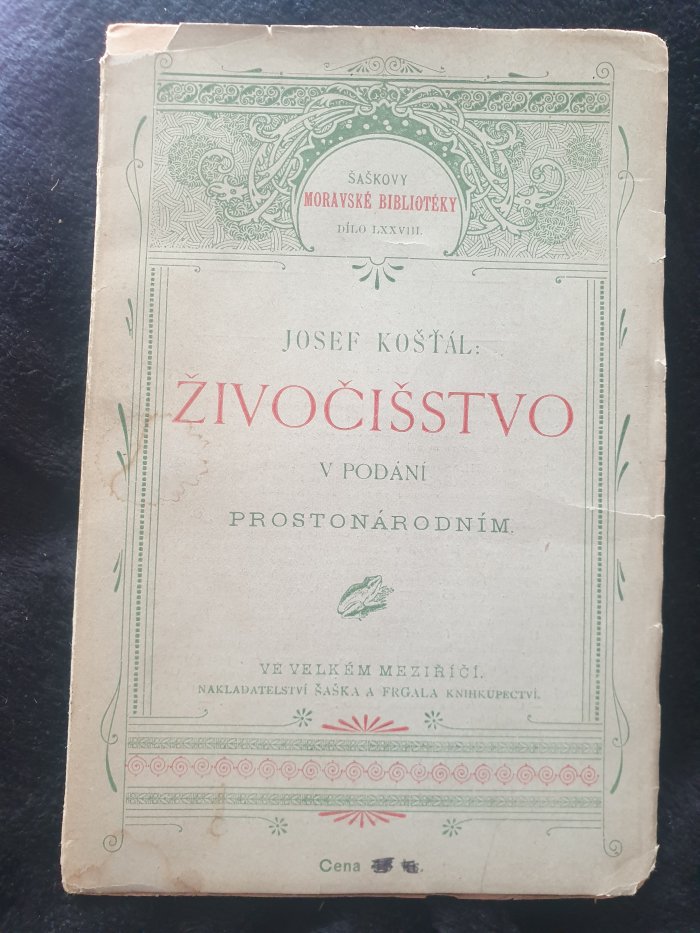 ŠAŠKOVY
MORAVSKÉ BIBLIOTÉKY
DÍLO LXXVIII.
JOSEF KOŠŤÁL:
ŽIVOČIŠSTVO
V PODÁNÍ
PROSTONÁRODNÍM.
VE VELKÉM MEZIŘÍČÍ.
NAKLADATELSTVÍ ŠAŠKA A FRGALA KNIHKUPECTVÍ.
Cena